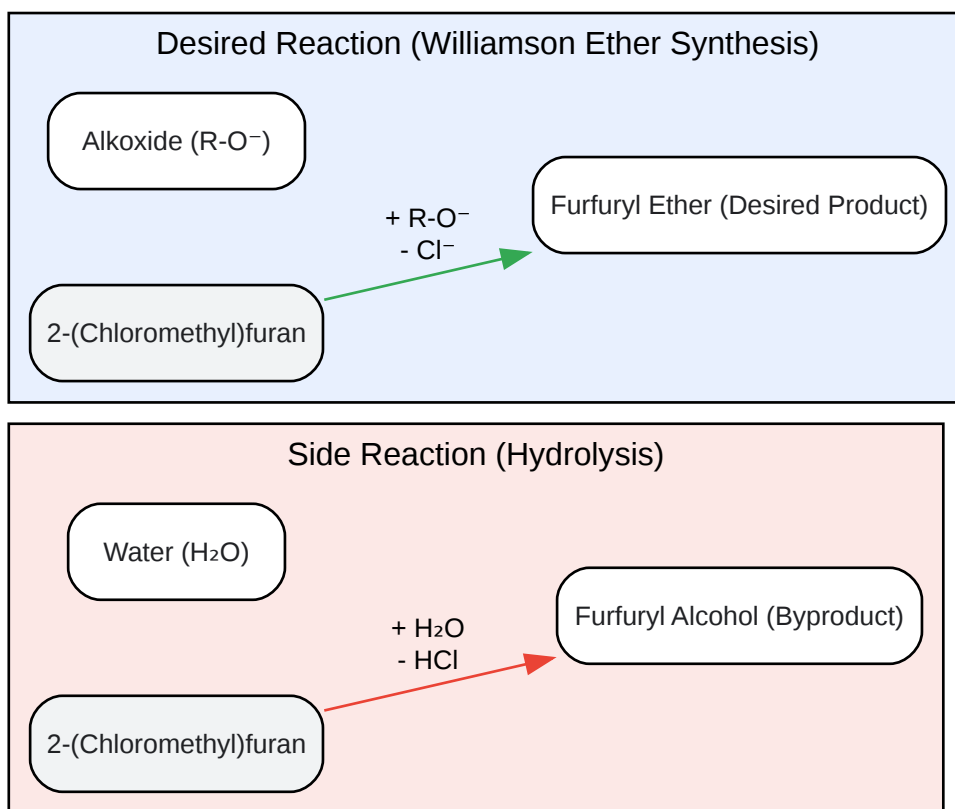 Desired Reaction (Williamson Ether Synthesis)
Alkoxide (R-O⁻)
Furfuryl Ether (Desired Product)
+ R-O⁻
- Cl⁻
2-(Chloromethyl)furan
Side Reaction (Hydrolysis)
Water (H₂O)
Furfuryl Alcohol (Byproduct)
+ H₂O
- HCl
2-(Chloromethyl)furan